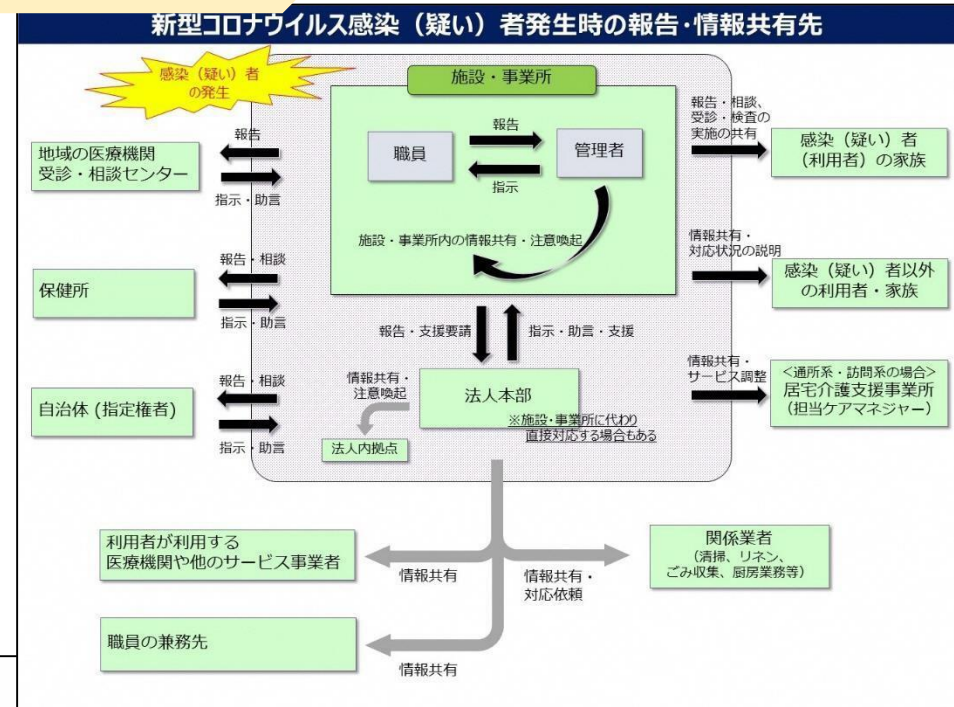 新型コロナウイルス感染（疑い）者発生時の報告・情報共有先
感染（疑い）者
の発生
施設・事業所
職員
報告
指示
管理者
施設・事業所内の情報共有・注意喚起
地域の医療機関
受診・相談センター
報告
指示・助言
保健所
報告・相談
指示・助言
自治体 (指定権者)
報告・相談
指示・助言
報告・相談、
受診・検査の
実施の共有
感染（疑い）者
（利用者）の家族
情報共有・
対応状況の説明
感染（疑い）者以外
の利用者・家族
情報共有・
サービス調整
<通所系・訪問系の場合>
居宅介護支援事業所
（担当ケアマネジャー）
報告・支援要請
指示・助言・支援
法人本部
※施設・事業所に代わり
直接対応する場合もある
情報共有・
注意喚起
法人内拠点
利用者が利用する
医療機関や他のサービス事業者
情報共有
情報共有・
対応依頼
関係業者
（清掃、リネン、
ごみ収集、厨房業務等）
職員の兼務先
情報共有